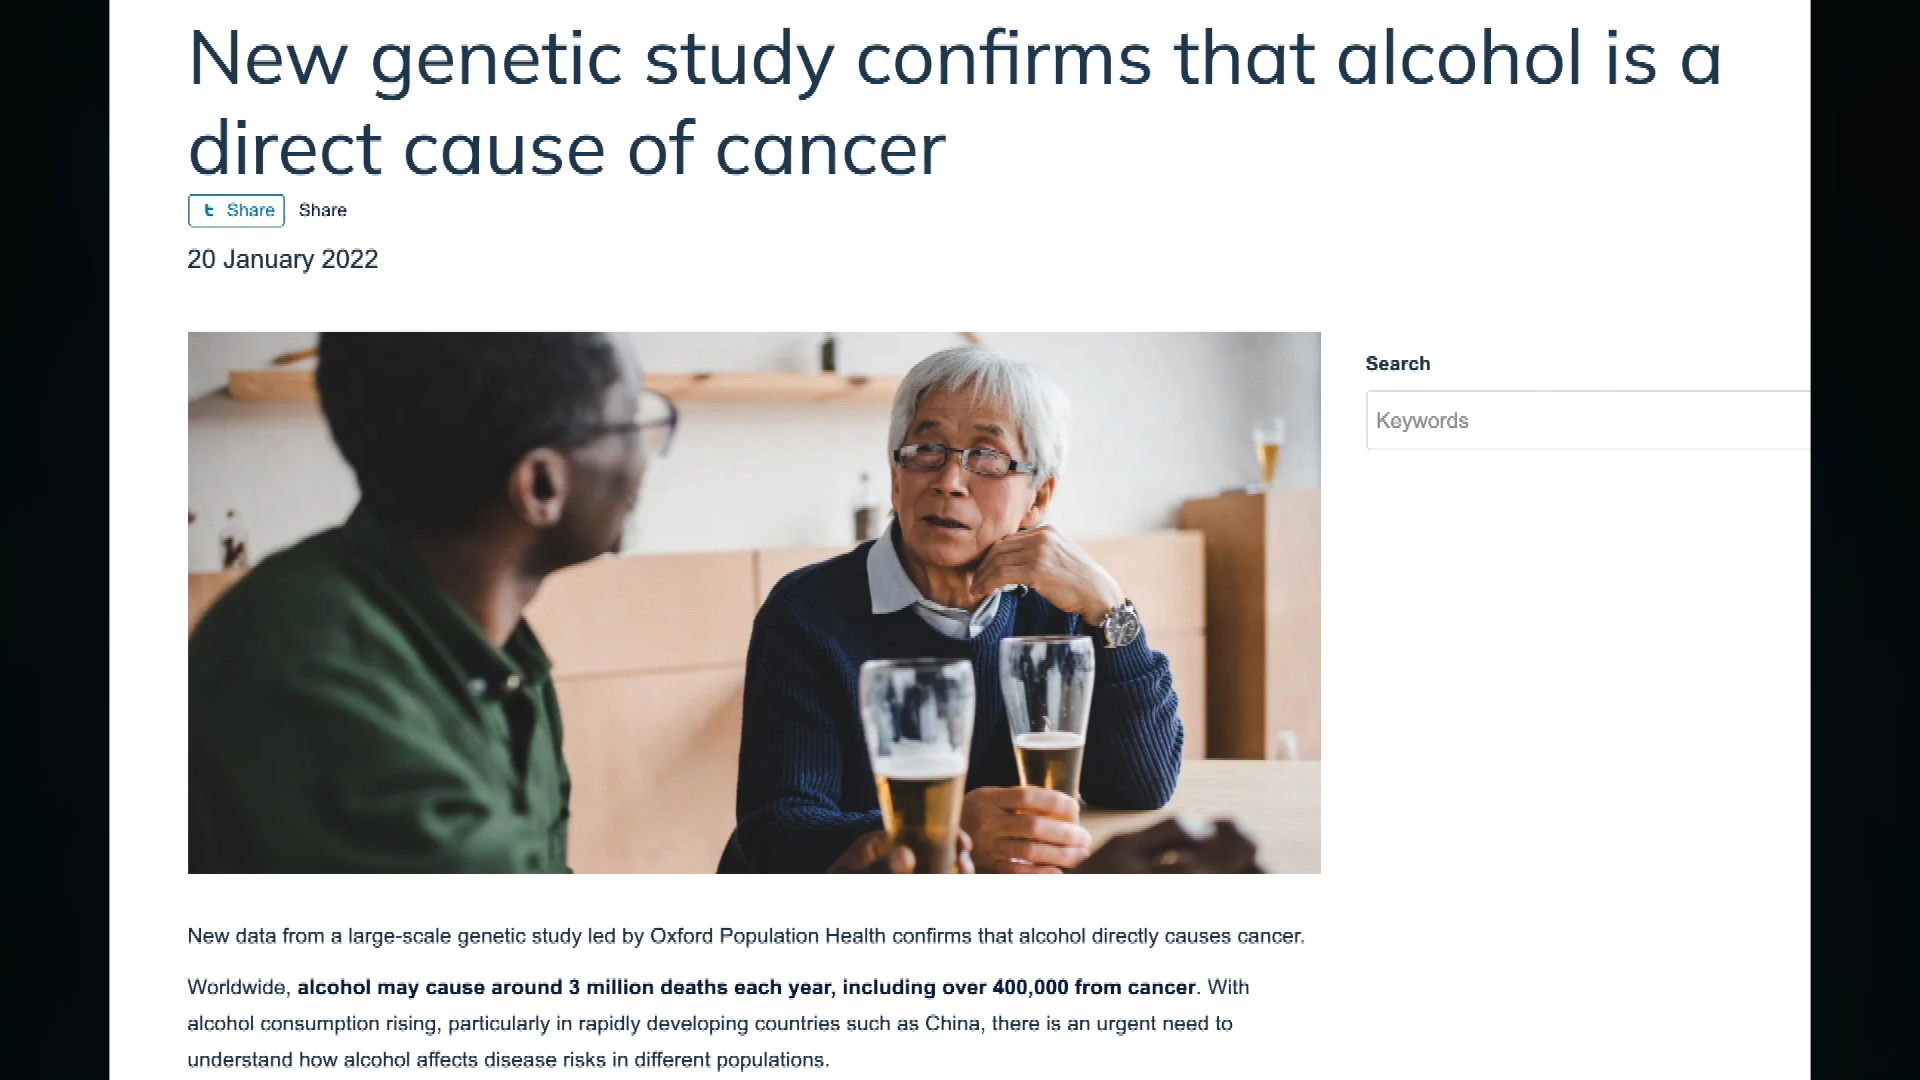 New genetic study confirms that alcohol is a
direct cause of cancer
Share Share
20 January 2022
Search
Keywords
New data from a large-scale genetic study led by Oxford Population Health confirms that alcohol directly causes cancer.
Worldwide, alcohol may cause around 3 million deaths each year, including over 400,000 from cancer. With
alcohol consumption rising, particularly in rapidly developing countries such as China, there is an urgent need to
understand how alcohol affects disease risks in different populations.